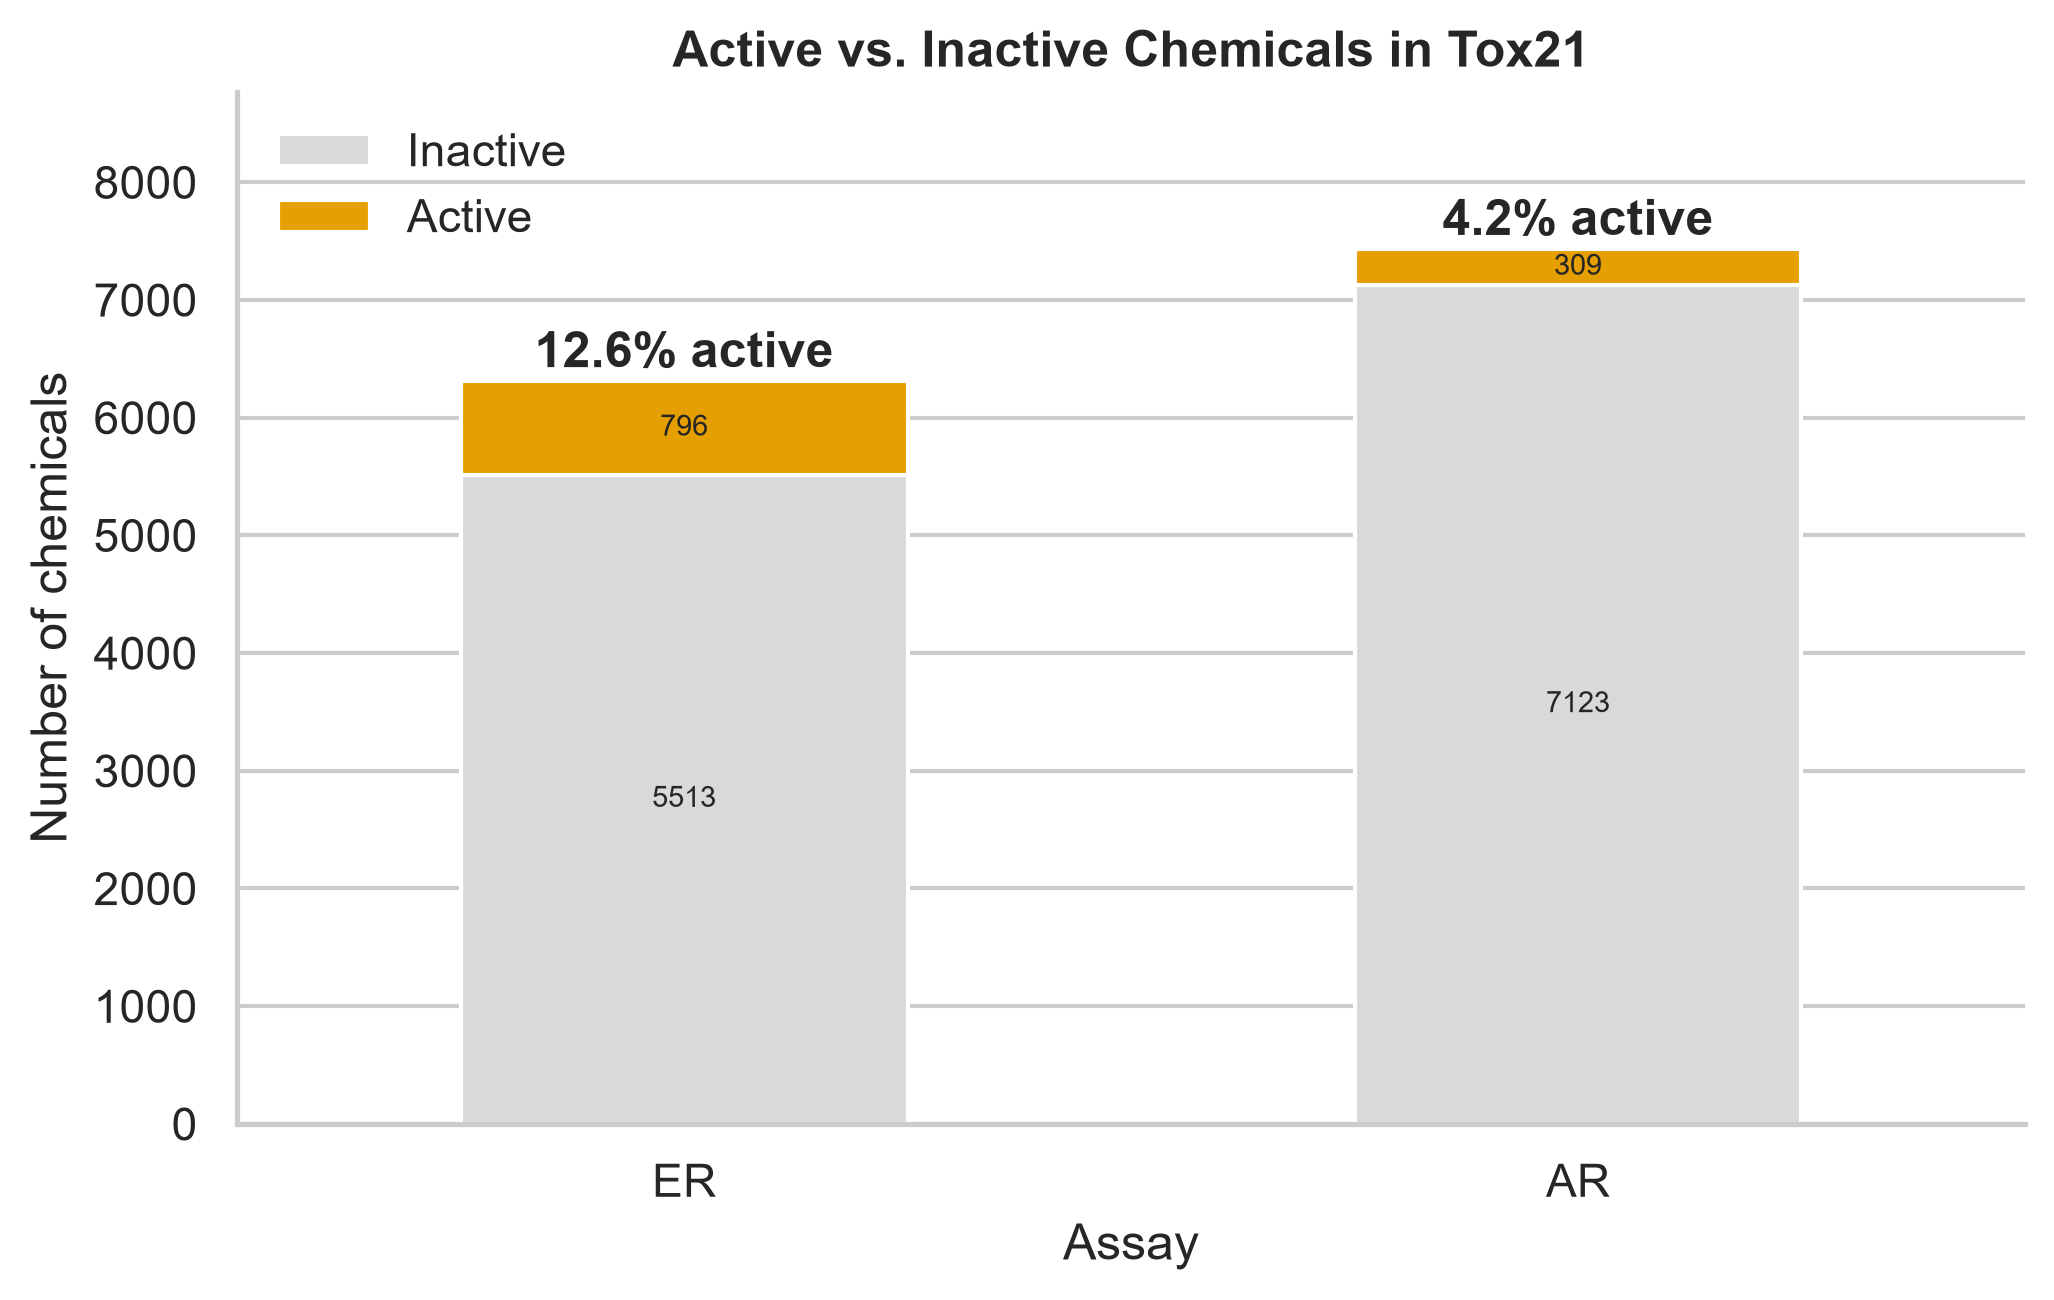 Active vs. Inactive Chemicals in Tox21
Inactive
Active
8000
7000
6000
5000
4000
3000
2000
1000
0
Number of chemicals
12.6% active
796
5513
4.2% active
309
7123
ER
AR
Assay